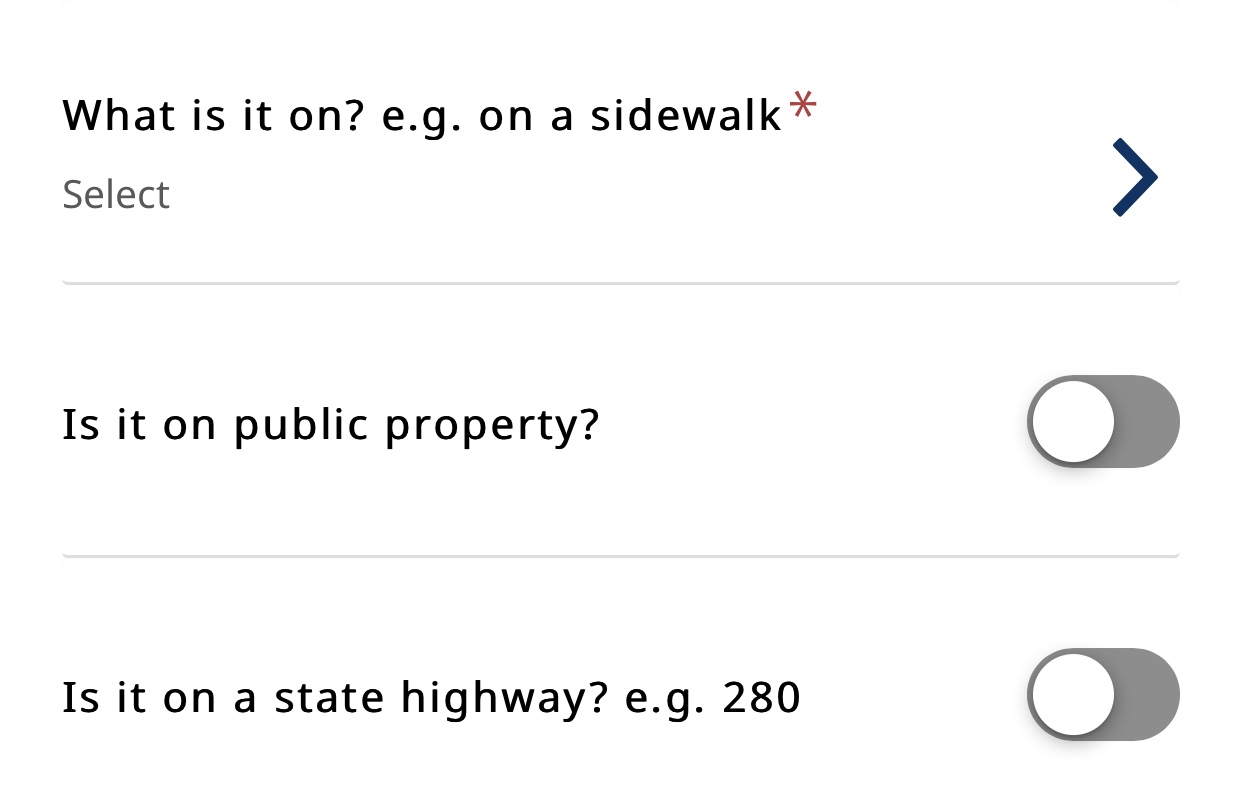 What is it on? e.g. on a sidewalk*
Select
Is it on public property?
Is it on a state highway? e.g. 280